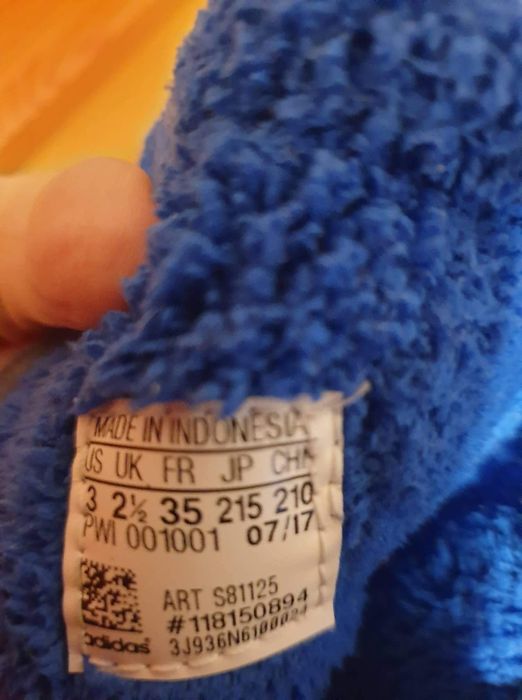 MADE IN INDONESIA
US UK FR JP CHN
3 2½ 35 215 210
PWI 001001 07/17
ART S81125
#118150894
adidas